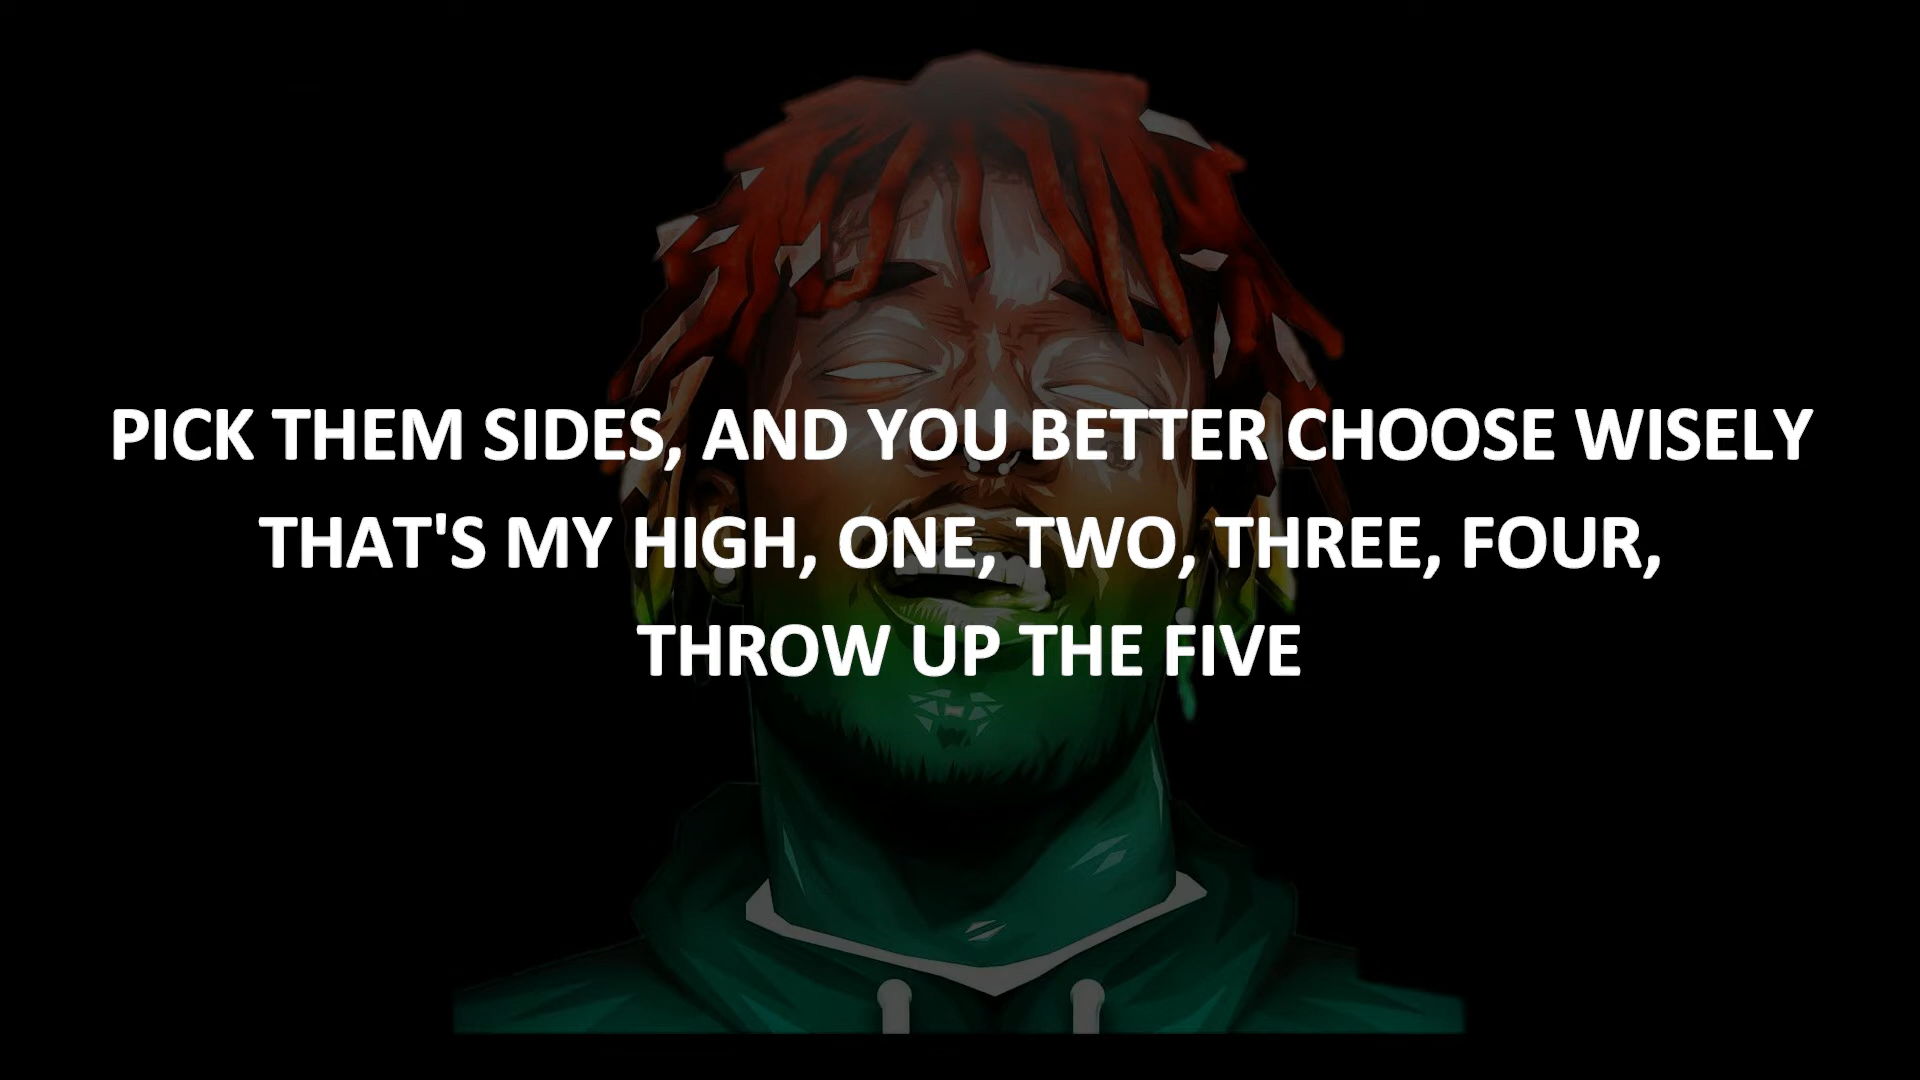 PICK THEM SIDES, AND YOU BETTER CHOOSE WISELY
THAT'S MY HIGH, ONE, TWO, THREE, FOUR,
THROW UP THE FIVE